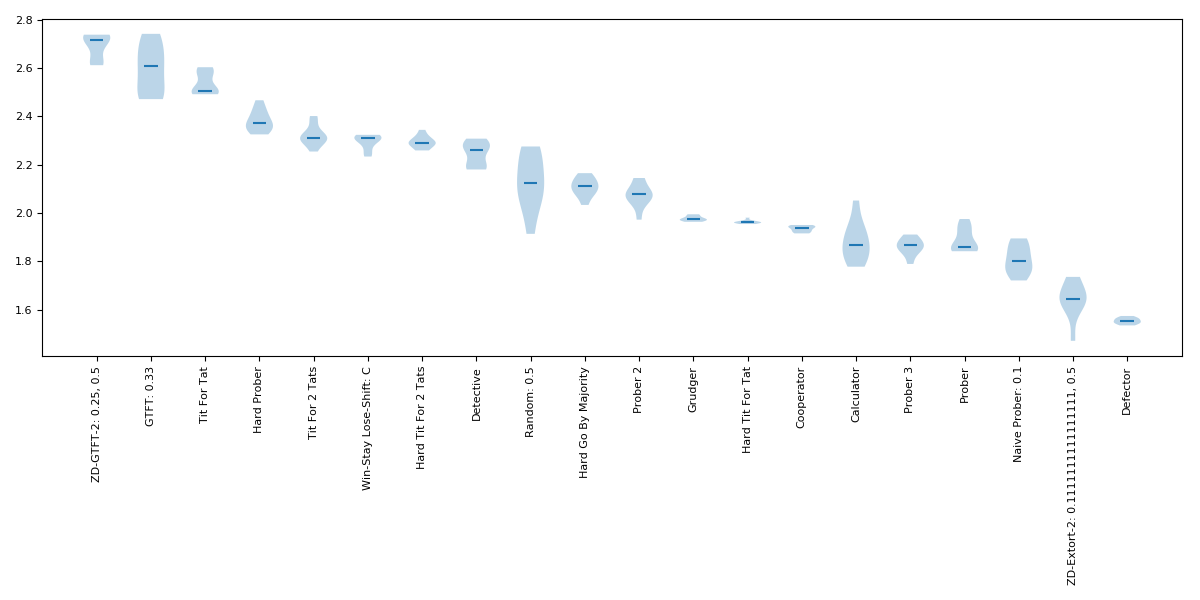 2.8
2.6
2.4
2.2
2.0
1.8
1.6
ZD-GTFT-2: 0.25, 0.5
GTFT: 0.33
Tit For Tat
Hard Prober
Tit For 2 Tats
Win-Stay Lose-Shift: C
Hard Tit For 2 Tats
Detective
Random: 0.5
Hard Go By Majority
Prober 2
Grudger
Hard Tit For Tat
Cooperator
Calculator
Prober 3
Prober
Naive Prober: 0.1
ZD-Extort-2: 0.1111111111111111, 0.5
Defector